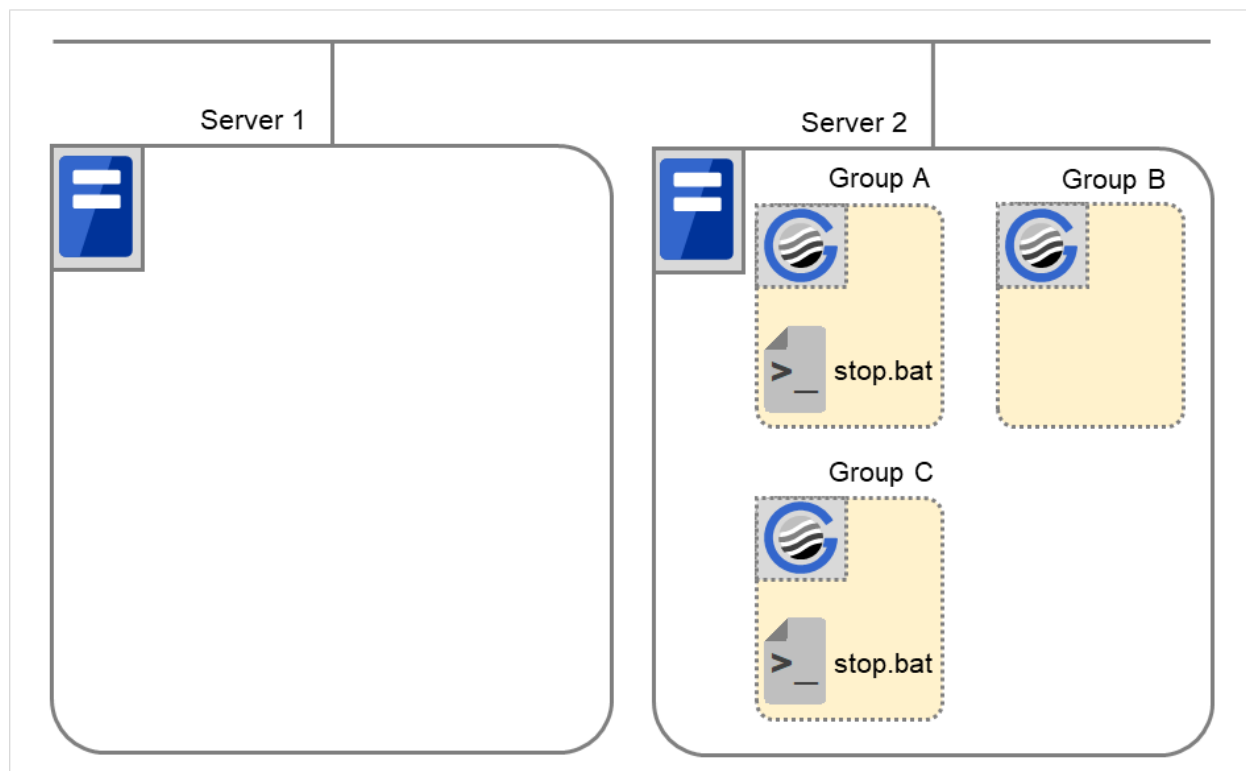 Server 1
Server 2
Group A
Group B
>_ stop.bat
Group C
>_ stop.bat